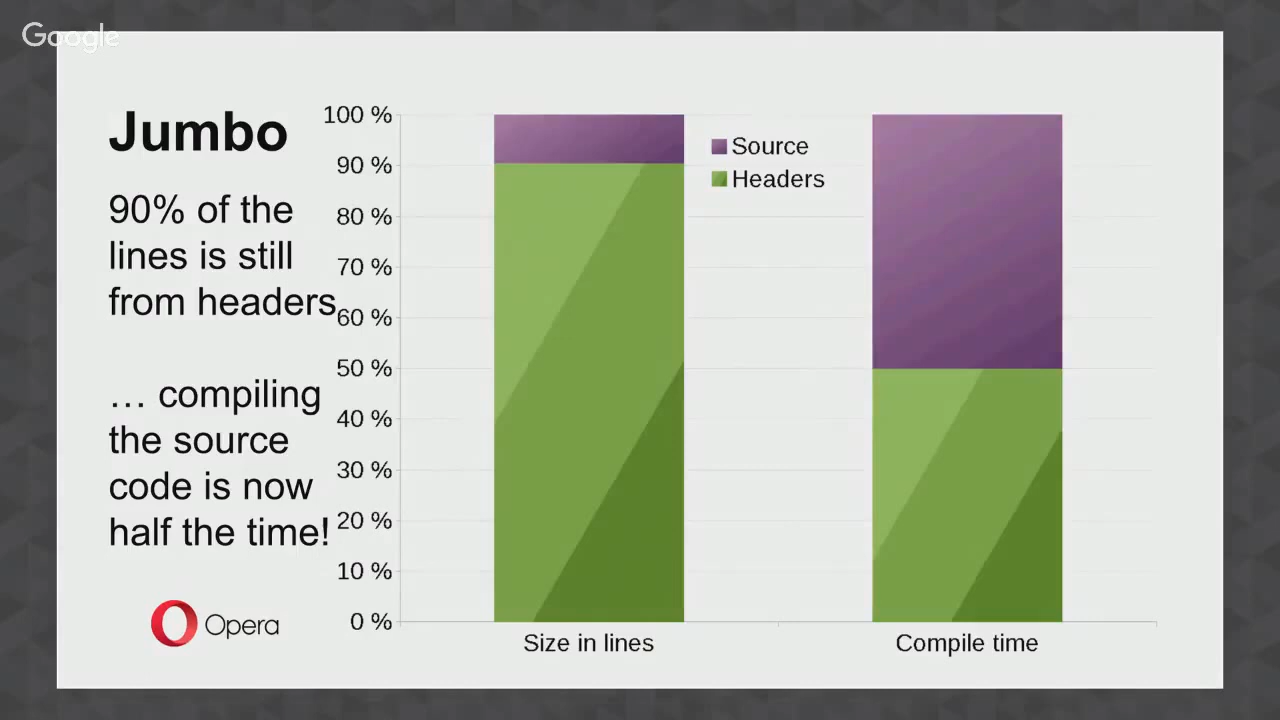 Google
Jumbo
90% of the
lines is still
from headers
… compiling
the source
code is now
half the time!
Opera
100 %
90 %
80 %
70 %
60 %
50 %
40 %
30 %
20 %
10 %
0 %
Source
Headers
Size in lines
Compile time